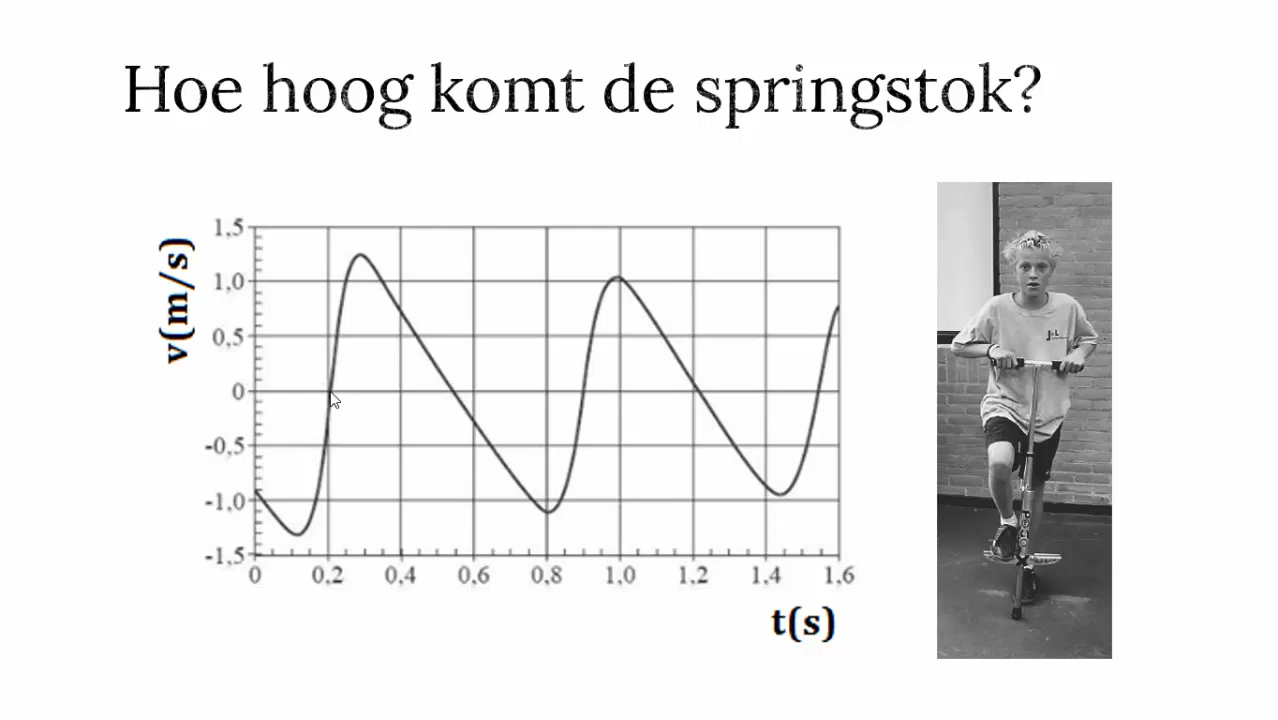 Hoe hoog komt de springstok?
v(m/s)
1,5
1,0
0,5
0
-0,5
-1,0
-1,5
0 0,2 0,4 0,6 0,8 1,0 1,2 1,4 1,6
t(s)